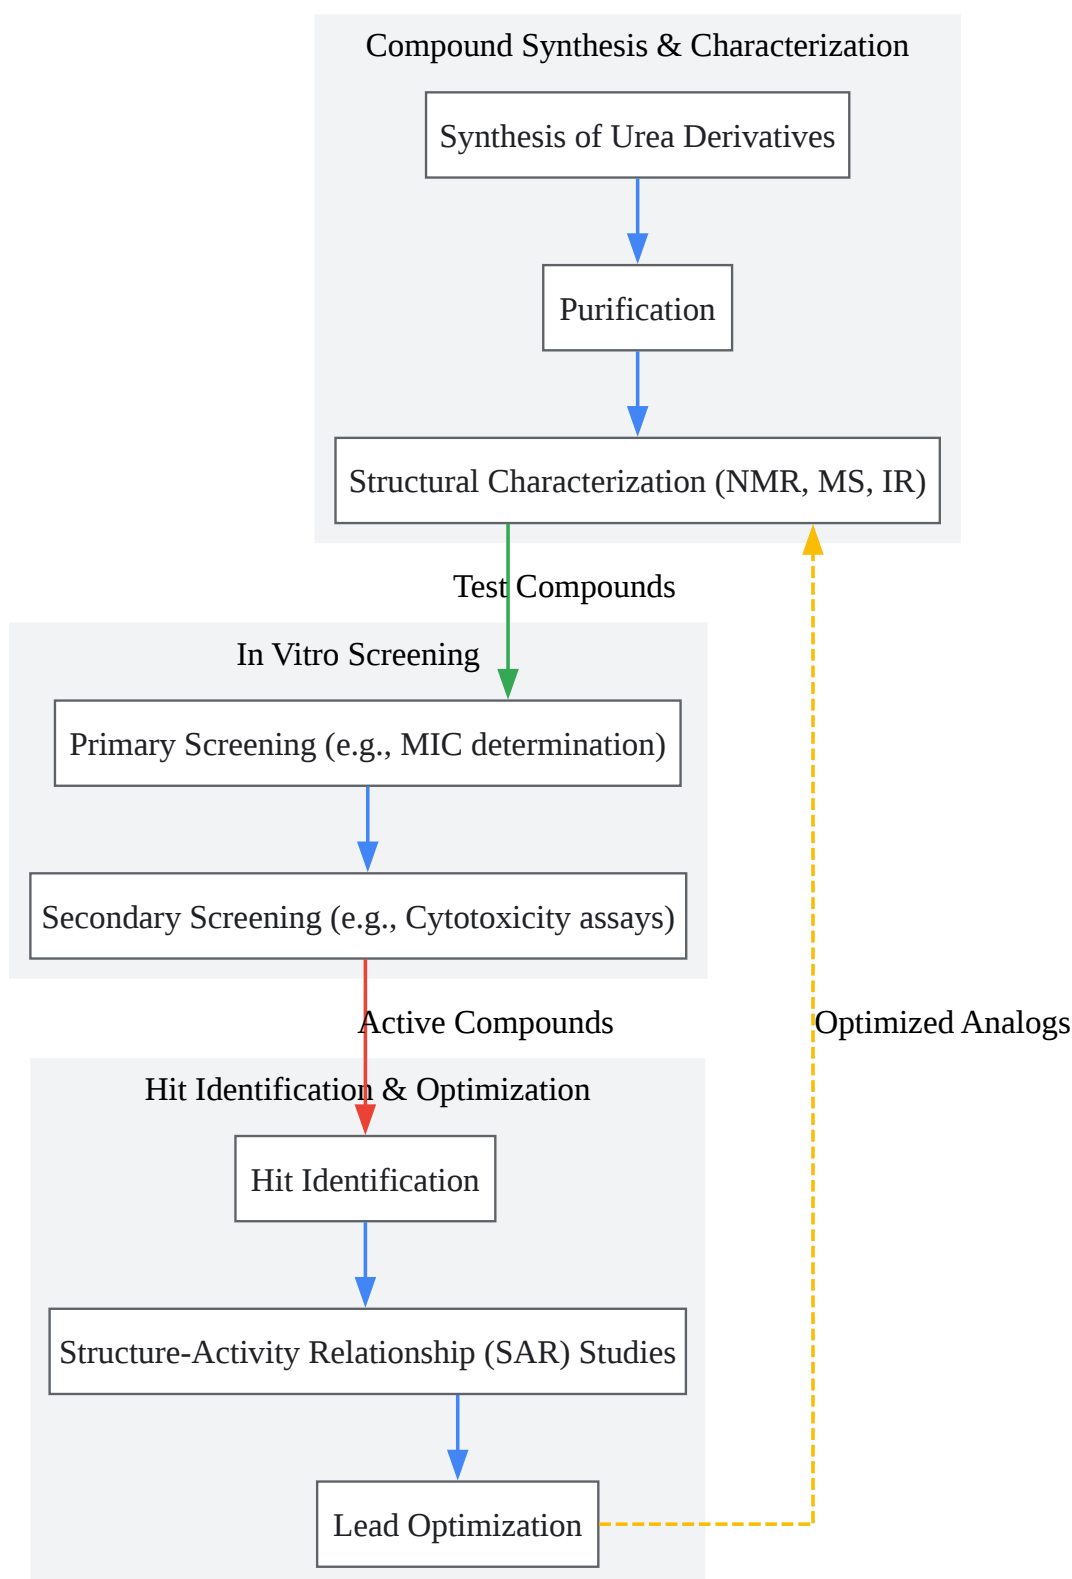 Compound Synthesis & Characterization
Synthesis of Urea Derivatives
Purification
Structural Characterization (NMR, MS, IR)
Test Compounds
In Vitro Screening
Primary Screening (e.g., MIC determination)
Secondary Screening (e.g., Cytotoxicity assays)
Active Compounds
Optimized Analogs
Hit Identification & Optimization
Hit Identification
Structure-Activity Relationship (SAR) Studies
Lead Optimization